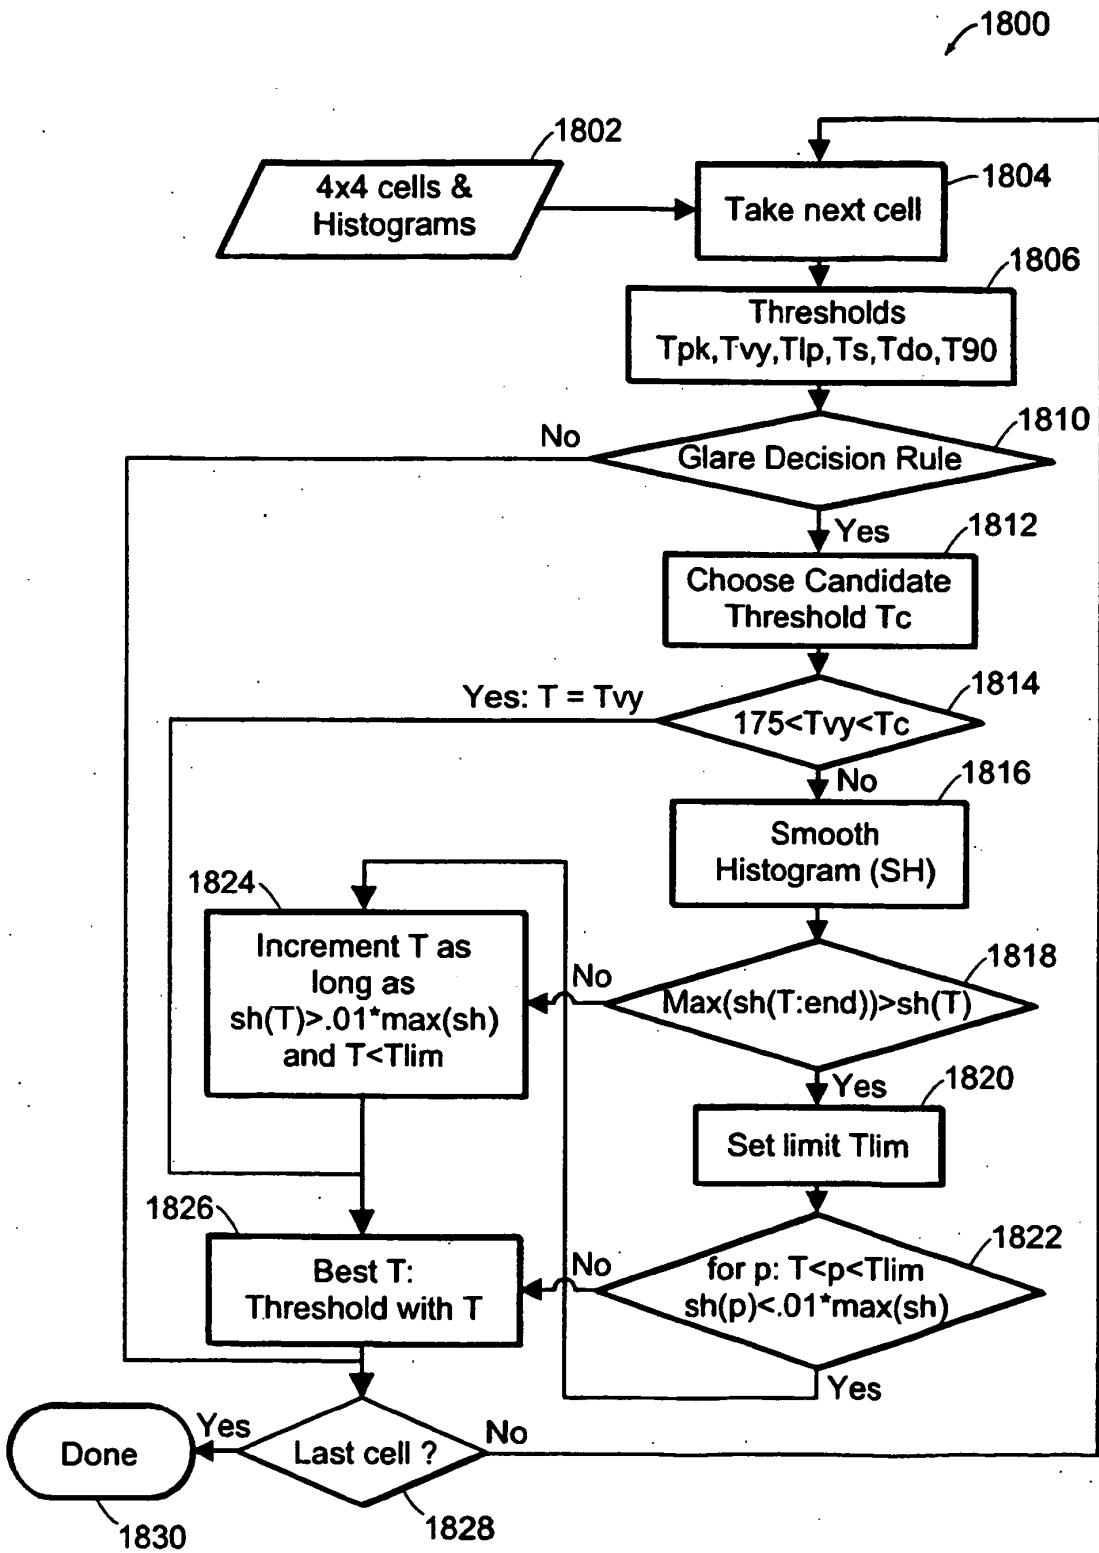 1800
1802
4x4 cells &
Histograms
1804
Take next cell
1806
Thresholds
Tpk,Tvy,Tlp,Ts,Tdo,T90
1810
No
Glare Decision Rule
Yes
1812
Choose Candidate
Threshold Tc
1814
Yes: T = Tvy
175<Tvy<Tc
No
1816
Smooth
Histogram (SH)
1824
Increment T as
long as
sh(T)>.01*max(sh)
and T<Tlim
1818
No
Max(sh(T:end))>sh(T)
Yes
1820
Set limit Tlim
1826
Best T:
Threshold with T
1822
No
for p: T<p<Tlim
sh(p)<.01*max(sh)
Yes
Yes
Done
Last cell ?
No
1828
1830